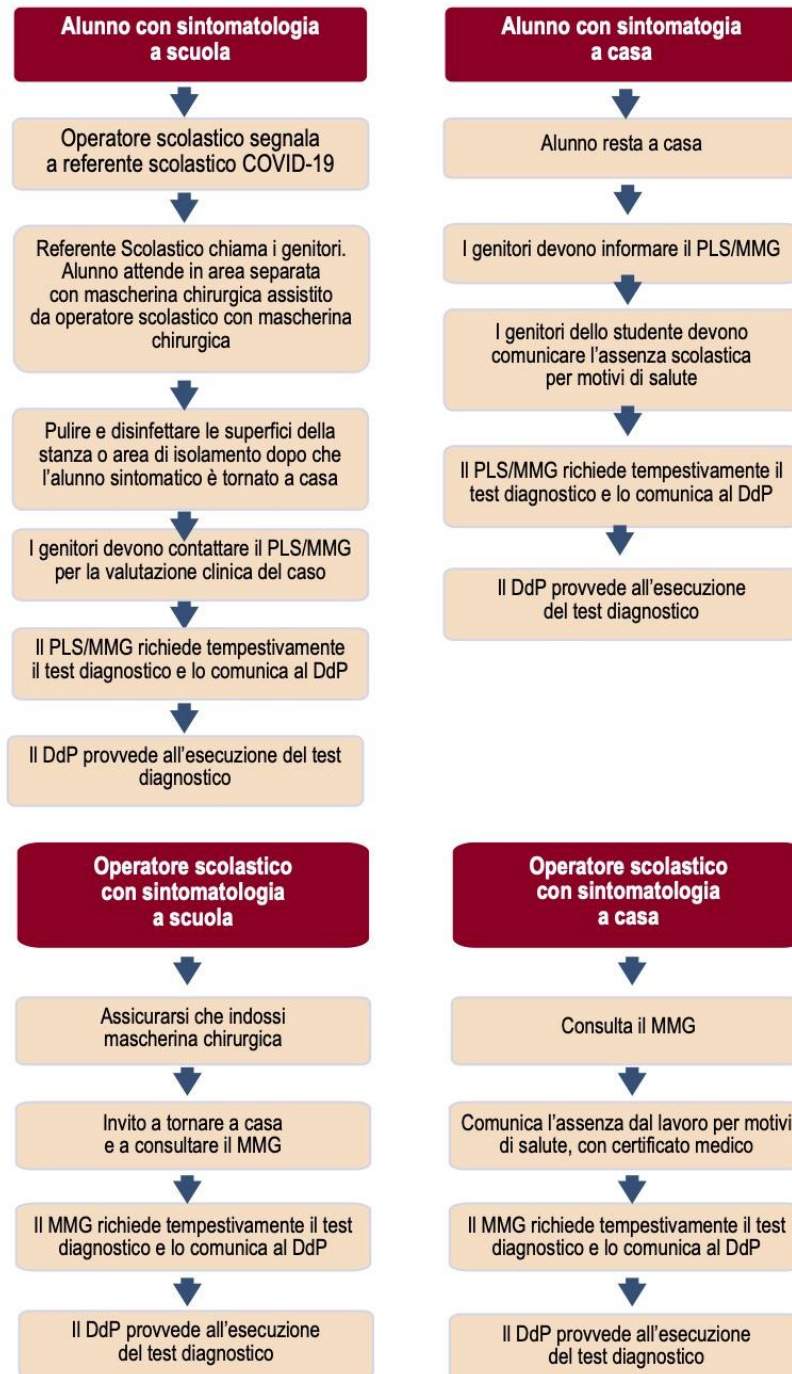 Alunno con sintomatologia
a scuola
Operatore scolastico segnala
a referente scolastico COVID-19
Referente Scolastico chiama i genitori.
Alunno attende in area separata
con mascherina chirurgica assistito
da operatore scolastico con mascherina
chirurgica
Pulire e disinfettare le superfici della
stanza o area di isolamento dopo che
l'alunno sintomatico è tornato a casa
I genitori devono contattare il PLS/MMG
per la valutazione clinica del caso
Il PLS/MMG richiede tempestivamente
il test diagnostico e lo comunica al DdP
Il DdP provvede all'esecuzione del test
diagnostico
Alunno con sintomatogia
a casa
Alunno resta a casa
I genitori devono informare il PLS/MMG
I genitori dello studente devono
comunicare l'assenza scolastica
per motivi di salute
Il PLS/MMG richiede tempestivamente il
test diagnostico e lo comunica al DdP
Il DdP provvede all'esecuzione
del test diagnostico
Operatore scolastico
con sintomatologia
a scuola
Assicurarsi che indossi
mascherina chirurgica
Invito a tornare a casa
e a consultare il MMG
Il MMG richiede tempestivamente il test
diagnostico e lo comunica al DdP
Il DdP provvede all'esecuzione
del test diagnostico
Operatore scolastico
con sintomatologia
a casa
Consulta il MMG
Comunica l'assenza dal lavoro per motivi
di salute, con certificato medico
Il MMG richiede tempestivamente il test
diagnostico e lo comunica al DdP
Il DdP provvede all'esecuzione
del test diagnostico